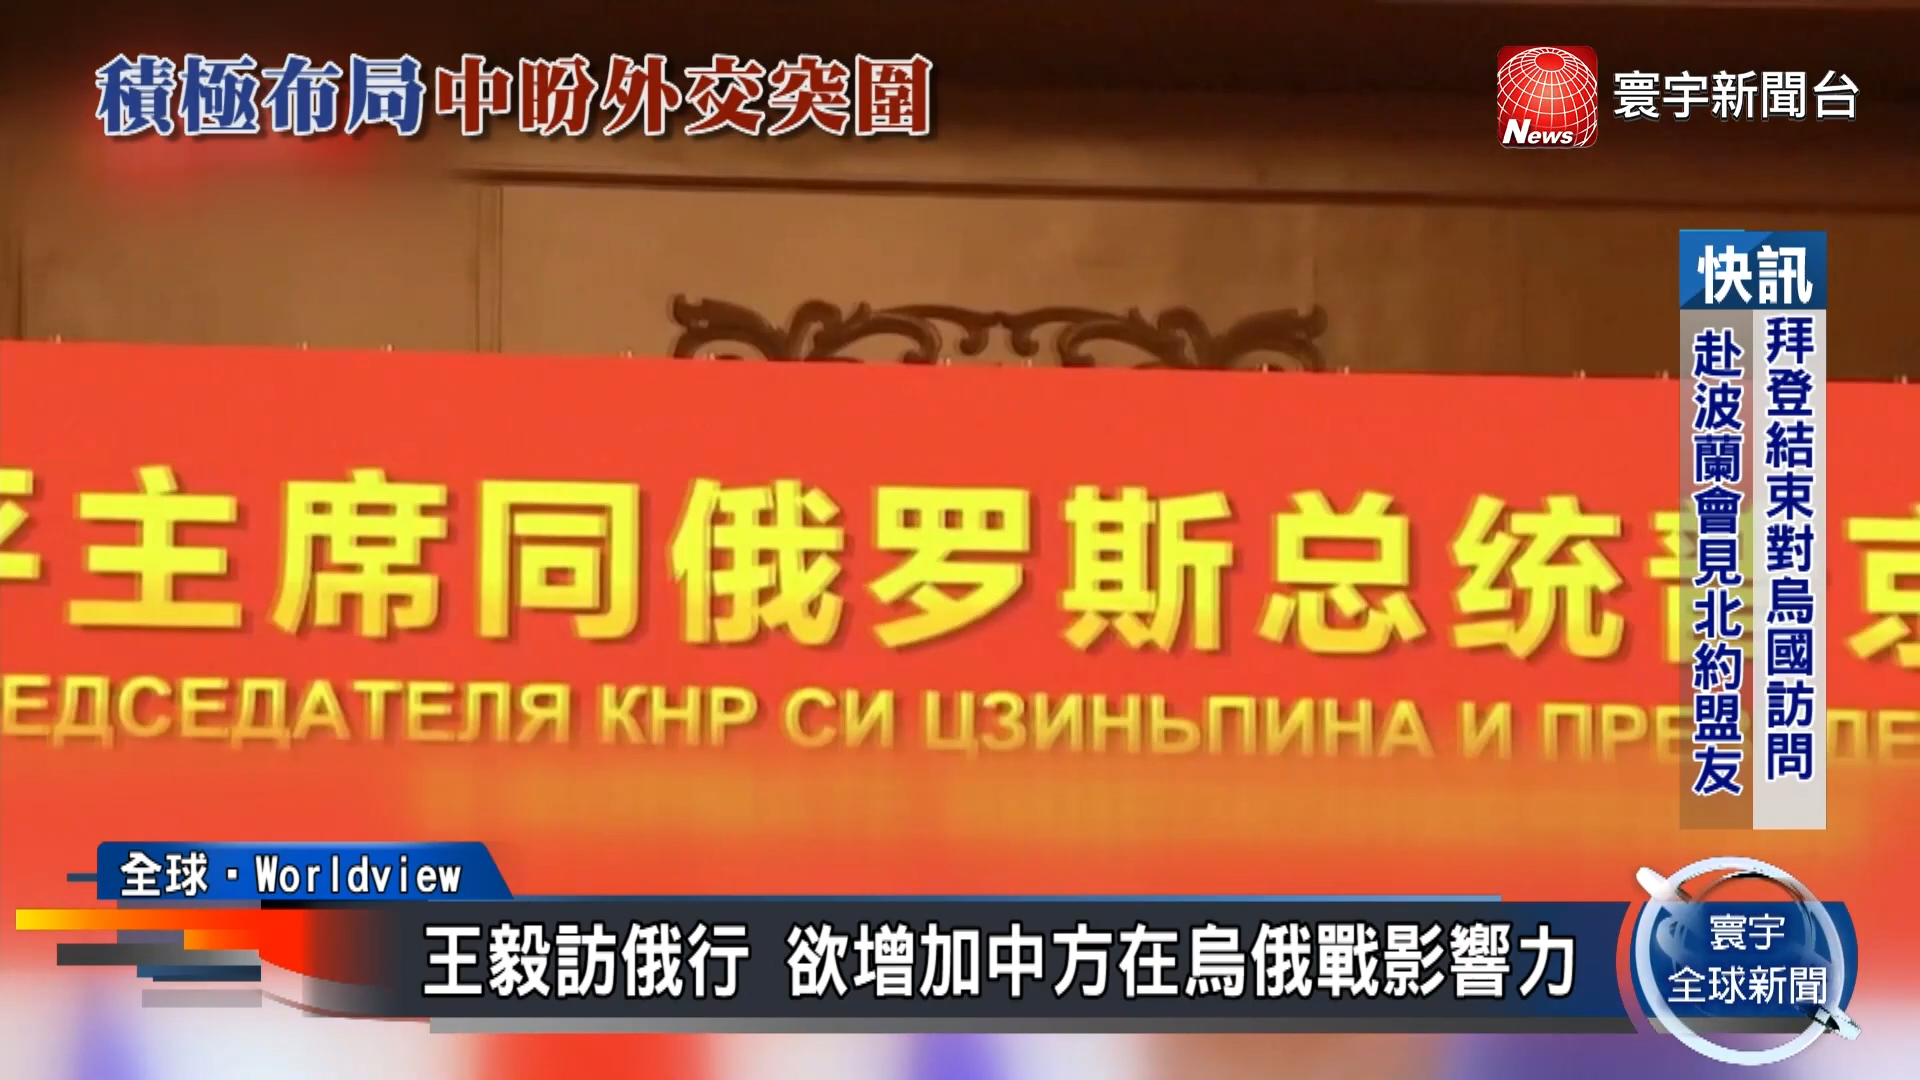 積極布局中盼外交突圍
News
寰宇新聞台
快訊
拜登結束對烏國訪問
赴波蘭會見北約盟友
主席同俄罗斯总统
ЕДСЕДАТЕЛЯ КНР СИ ЦЗИНЬПИНА И ПРЕ
全球·Worldview
王毅訪俄行 欲增加中方在烏俄戰影響力
寰宇
全球新聞